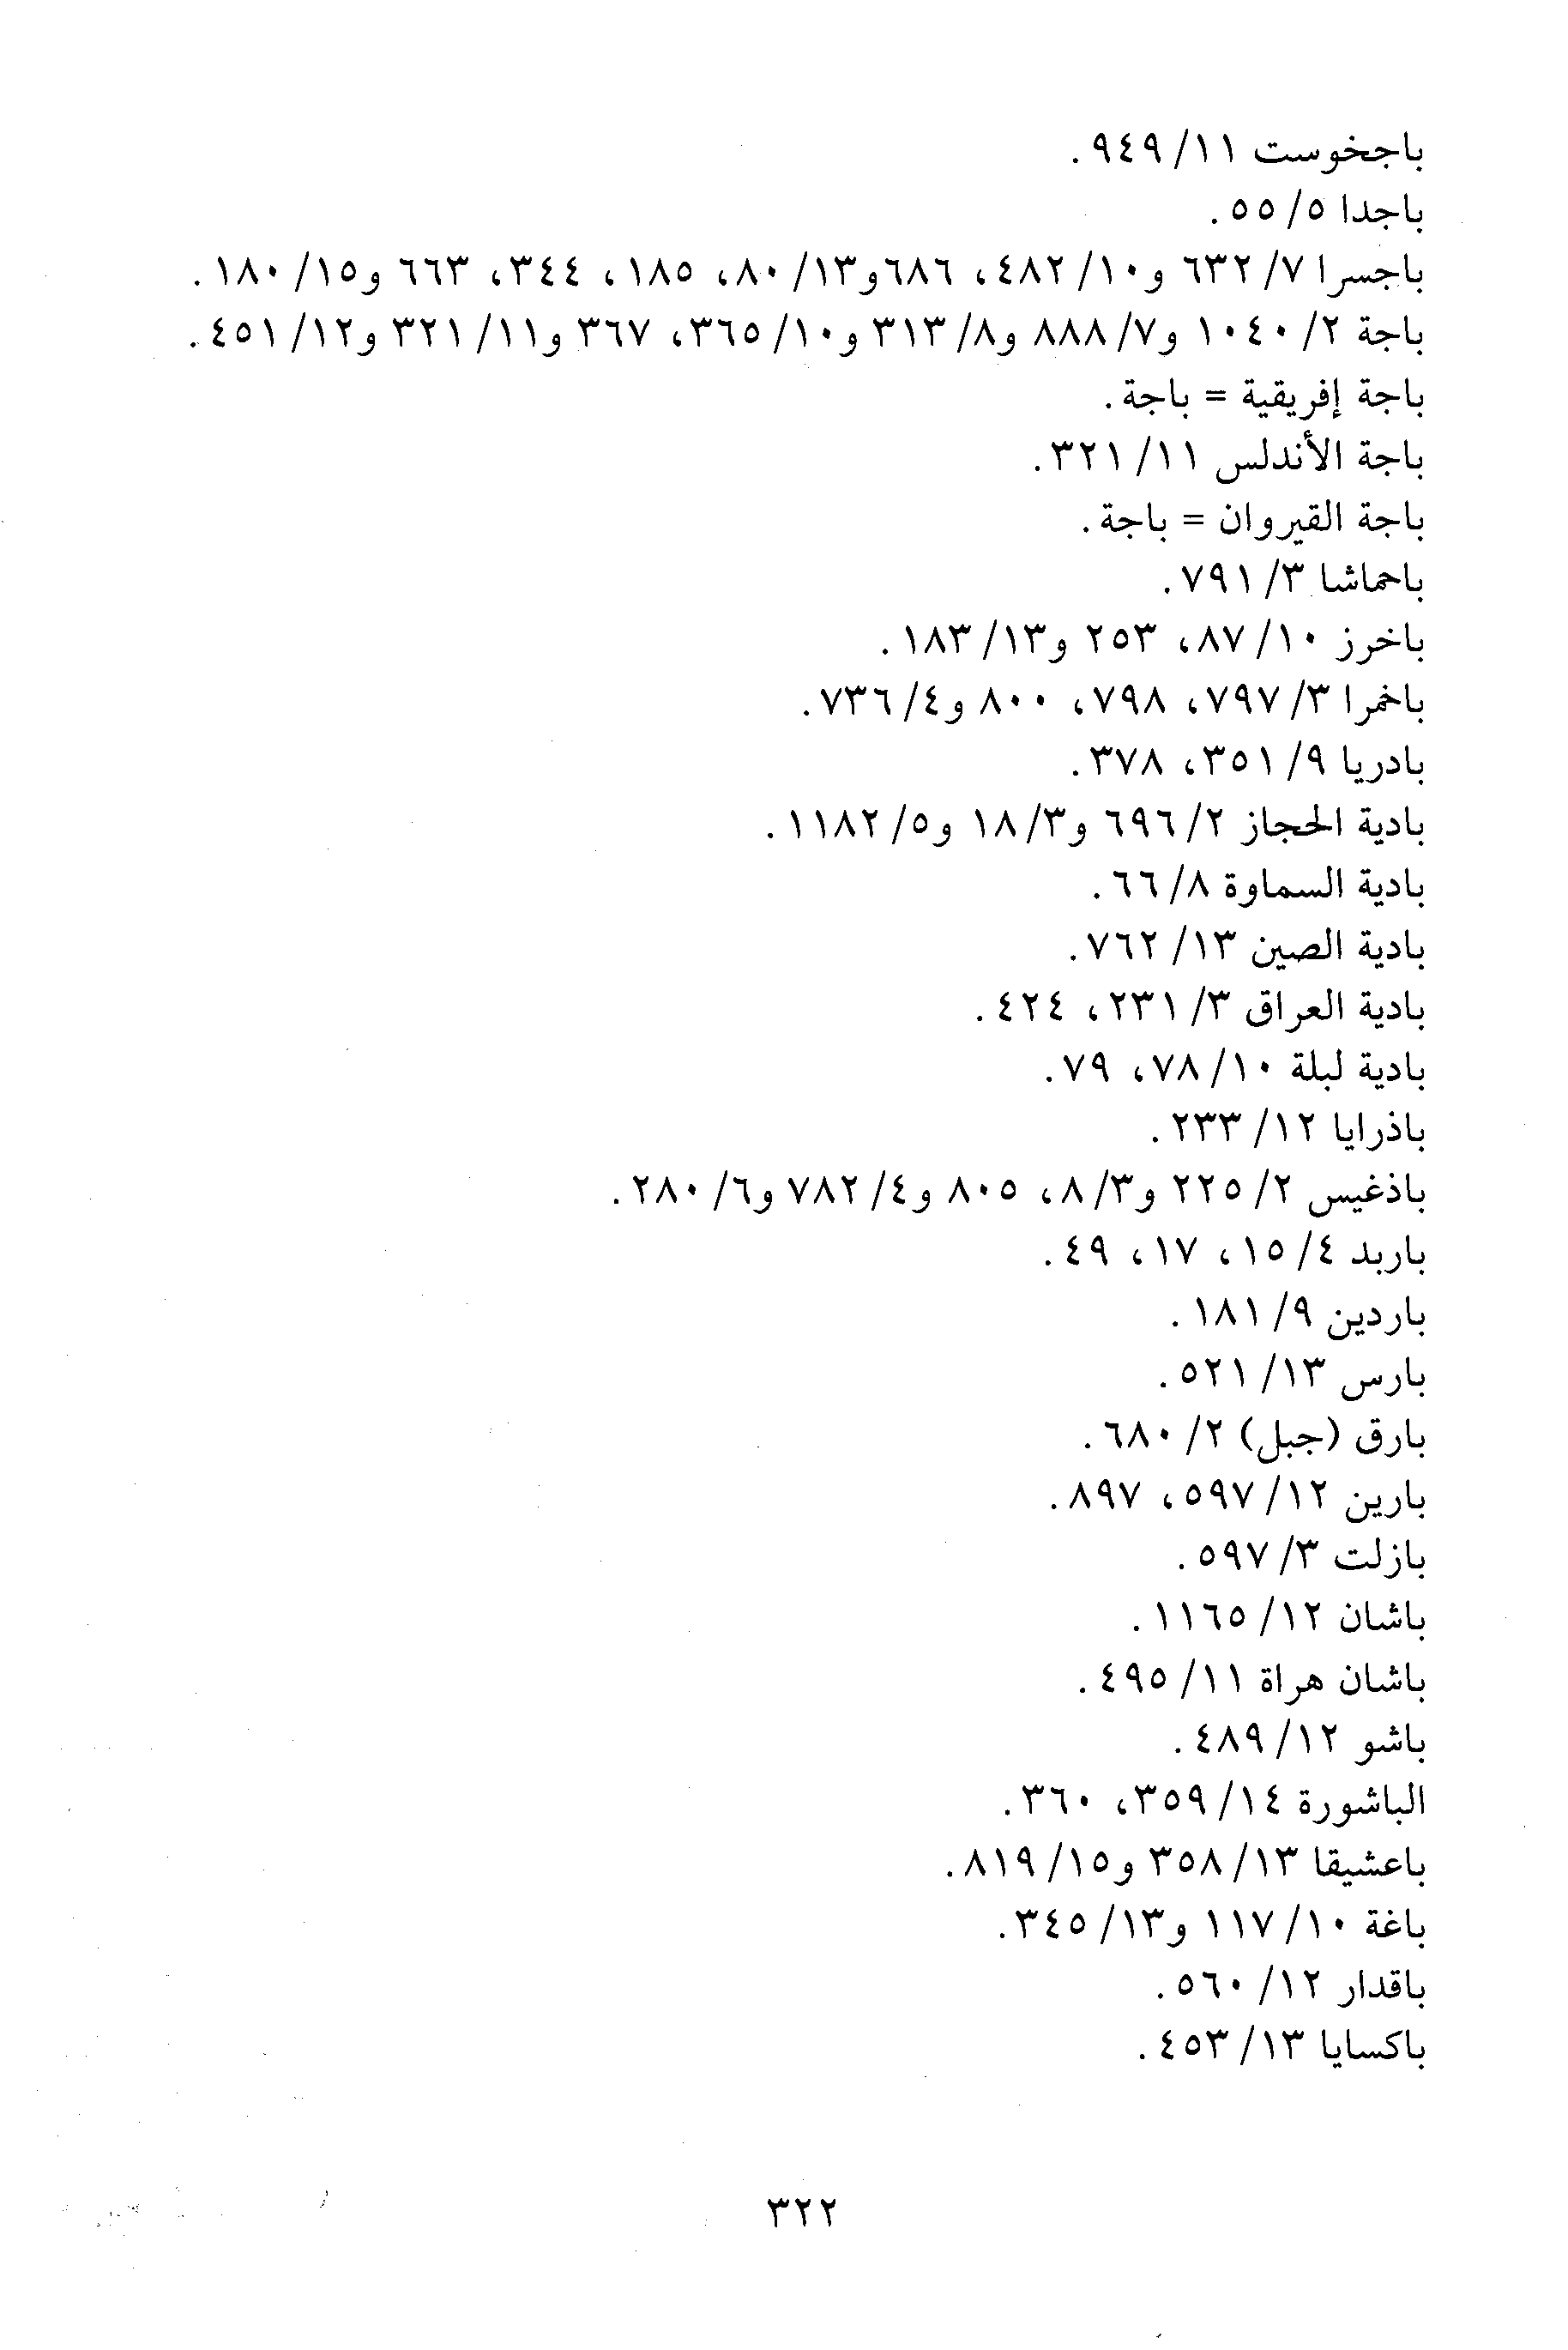 باجخوست ١١/ ٩٤٩.
باجدا ٥/ ٥٥.
باجسرا ٧/ ٦٣٢ و١٠/ ٤٨٢، ٦٨٦و١٣/ ٨٠، ١٨٥، ٣٤٤، ٦٦٣ و١٥/ ١٨٠.
باجة ٢/ ١٠٤٠ و٧/ ٨٨٨ و٨/ ٣١٣ و١٠/ ٣٦٥، ٣٦٧ و١١/ ٣٢١ و١٢/ ٤٥١.
باجة إفريقية = باجة.
باجة الأندلس ١١/ ٣٢١.
باجة القيروان = باجة.
باحماشا ٣/ ٧٩١.
باخرز ١٠/ ٨٧، ٢٥٣ و١٣/ ١٨٣.
باخمرا ٣/ ٧٩٧، ٧٩٨، ٨٠٠ و٤/ ٧٣٦.
بادريا ٩/ ٣٥١، ٣٧٨.
بادية الحجاز ٢/ ٦٩٦ و٣/ ١٨ و٥/ ١١٨٢.
بادية السماوة ٨/ ٦٦.
بادية الصين ١٣/ ٧٦٢.
بادية العراق ٣/ ٢٣١، ٤٢٤.
بادية لبلة ١٠/ ٧٨، ٧٩.
باذرايا ١٢/ ٢٣٣.
باذغيس ٢/ ٢٢٥ و٣/ ٨، ٨٠٥ و٤/ ٧٨٢ و٦/ ٢٨٠.
باربد ٤/ ١٥، ١٧، ٤٩.
باردين ٩/ ١٨١.
بارس ١٣/ ٥٢١.
بارق (جبل) ٢/ ٦٨٠.
بارين ١٢/ ٥٩٧، ٨٩٧.
بازلت ٣/ ٥٩٧.
باشان ١٢/ ١١٦٥.
باشان هراة ١١/ ٤٩٥.
باشو ١٢/ ٤٨٩.
الباشورة ١٤/ ٣٥٩، ٣٦٠.
باعشيقا ١٣/ ٣٥٨ و١٥/ ٨١٩.
باغة ١٠/ ١١٧ و١٣/ ٣٤٥.
باقدار ١٢/ ٥٦٠.
باكسايا ١٣/ ٤٥٣.
٣٢٢